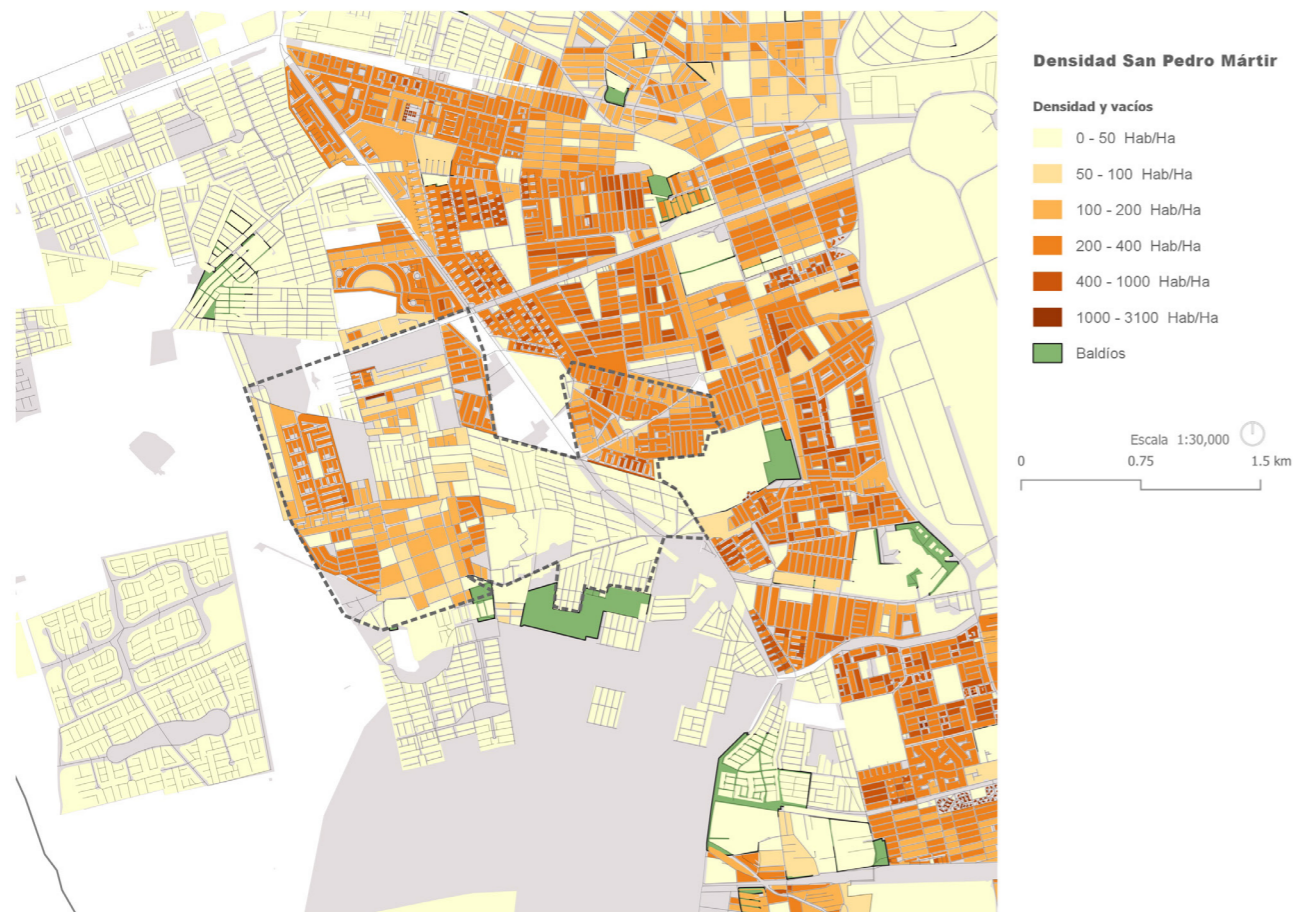 Densidad San Pedro Mártir
Densidad y vacíos
0 - 50 Hab/Ha
50 - 100 Hab/Ha
100 - 200 Hab/Ha
200 - 400 Hab/Ha
400 - 1000 Hab/Ha
1000 - 3100 Hab/Ha
Baldíos
Escala 1:30,000
0 0.75 1.5 km